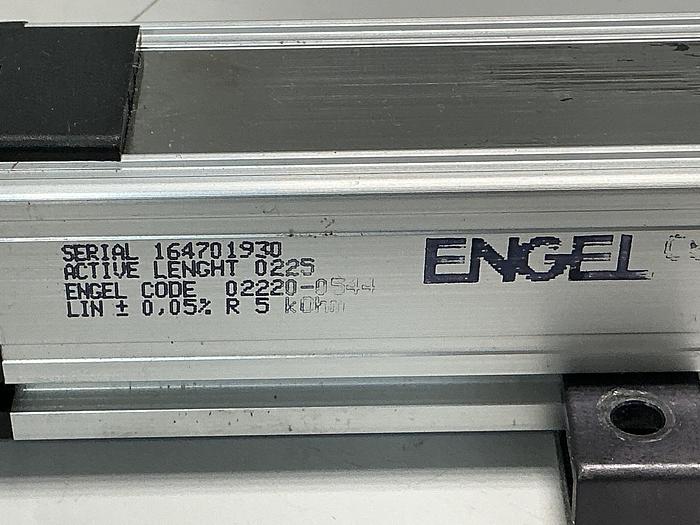 SERIAL 164701930
ACTIVE LENGHT 0225
ENGEL CODE 02220-0544
LIN ± 0,05% R 5 kOhm
ENGEL